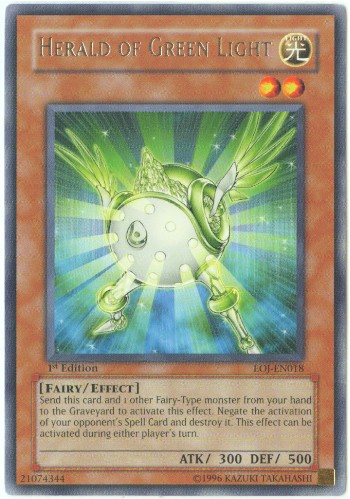 HERALD OF GREEN LIGHT
LIGHT
光
1st Edition
EOJ-EN018
[FAIRY/EFFECT]
Send this card and 1 other Fairy-Type monster from your hand
to the Graveyard to activate this effect. Negate the activation
of your opponent's Spell Card and destroy it. This effect can be
activated during either player's turn.
ATK/ 300 DEF/ 500
21074344
©1996 KAZUKI TAKAHASHI